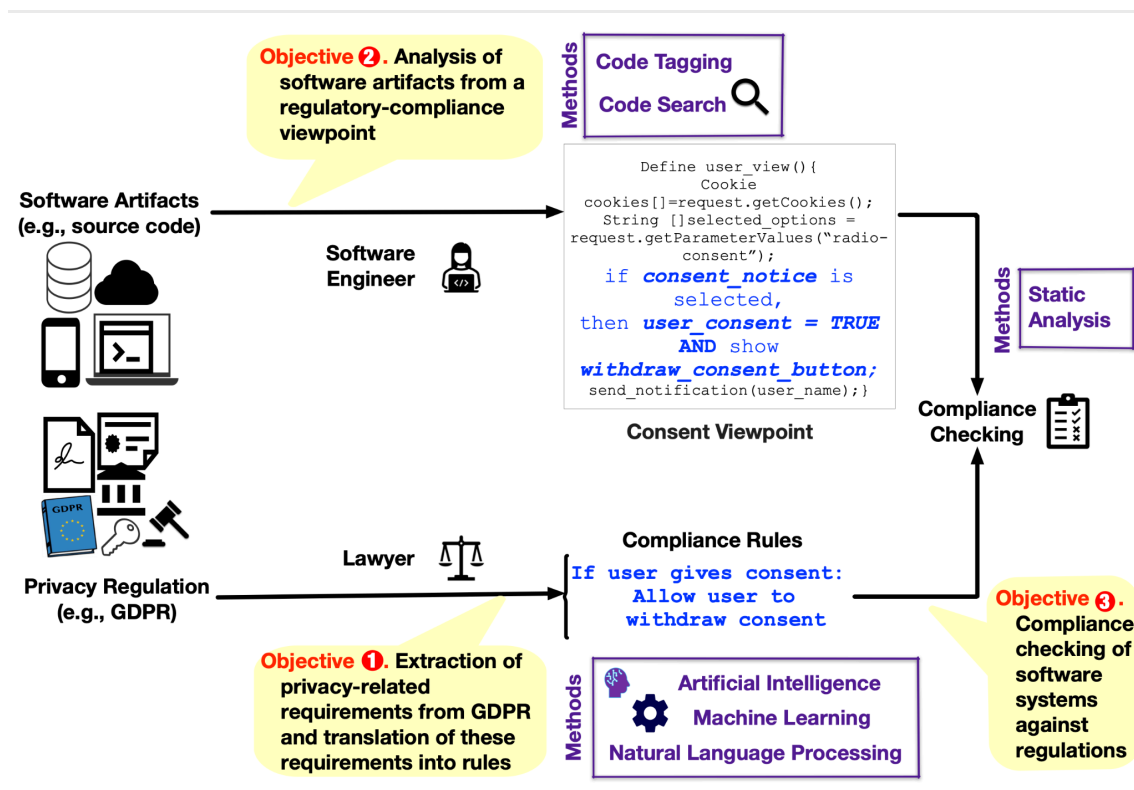 Objective 2. Analysis of
software artifacts from a
regulatory-compliance
viewpoint
Methods
Code Tagging
Code Search
Software Artifacts
(e.g., source code)
Software
Engineer
</>
Define user_view(){
Cookie
cookies[]=request.getCookies();
String []selected_options =
request.getParameterValues(“radio-
consent”);
if consent_notice is
selected,
then user_consent = TRUE
AND show
withdraw_consent_button;
send_notification(user_name);}
Consent Viewpoint
Methods
Static
Analysis
Compliance
Checking
GDPR
Privacy Regulation
(e.g., GDPR)
Lawyer
Compliance Rules
If user gives consent:
Allow user to
withdraw consent
Objective 1. Extraction of
privacy-related
requirements from GDPR
and translation of these
requirements into rules
Methods
Artificial Intelligence
Machine Learning
Natural Language Processing
Objective 3.
Compliance
checking of
software
systems
against
regulations